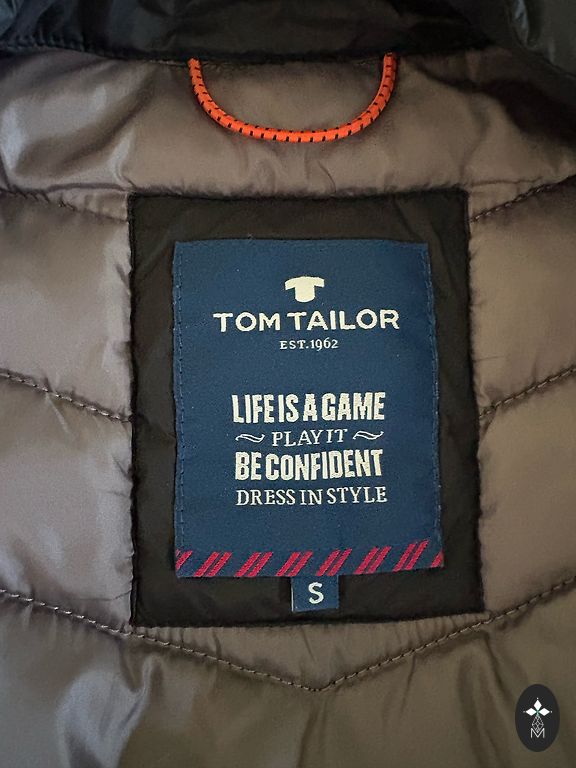 TOM TAILOR
EST.1962
LIFE IS A GAME
~ PLAY IT ~
BE CONFIDENT
DRESS IN STYLE
S
M